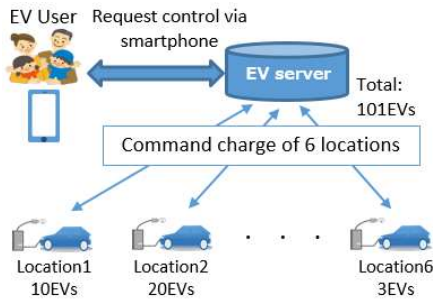 EV User
Request control via
smartphone
EV server
Total:
101EVs
Command charge of 6 locations
Location1
10EVs
Location2
20EVs
. . .
Location6
3EVs